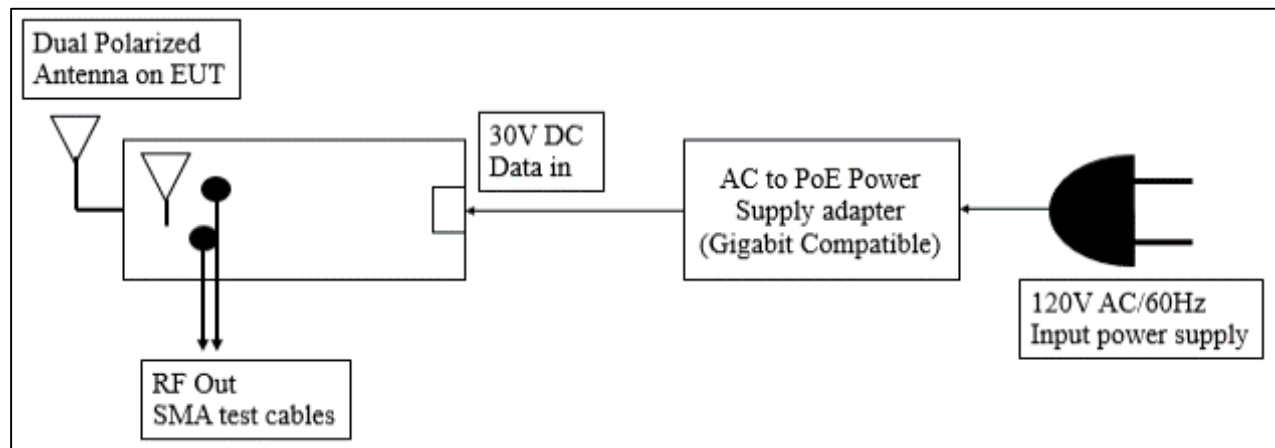 Dual Polarized
Antenna on EUT
30V DC
Data in
AC to PoE Power
Supply adapter
(Gigabit Compatible)
120V AC/60Hz
Input power supply
RF Out
SMA test cables